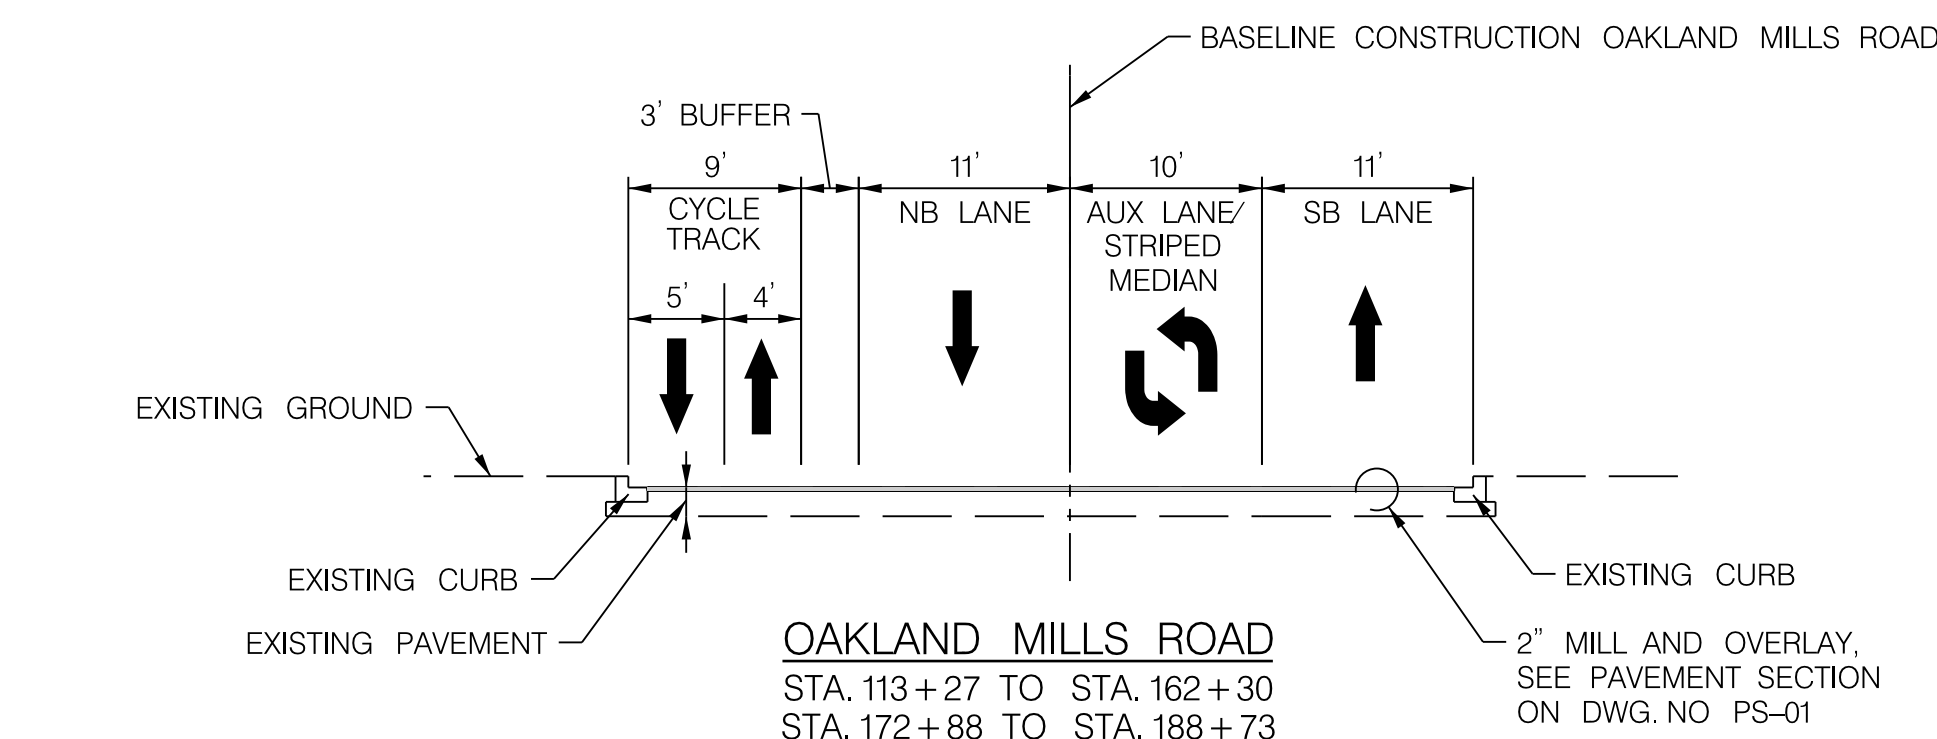 BASELINE CONSTRUCTION OAKLAND MILLS ROAD
3' BUFFER
9'
11'
10'
11'
CYCLE
TRACK
NB LANE
AUX LANE/
STRIPED
MEDIAN
SB LANE
5'
4'
EXISTING GROUND
EXISTING CURB
EXISTING CURB
EXISTING PAVEMENT
2" MILL AND OVERLAY,
SEE PAVEMENT SECTION
ON DWG. NO PS-01
OAKLAND MILLS ROAD
STA. 113+27 TO STA. 162+30
STA. 172+88 TO STA. 188+73